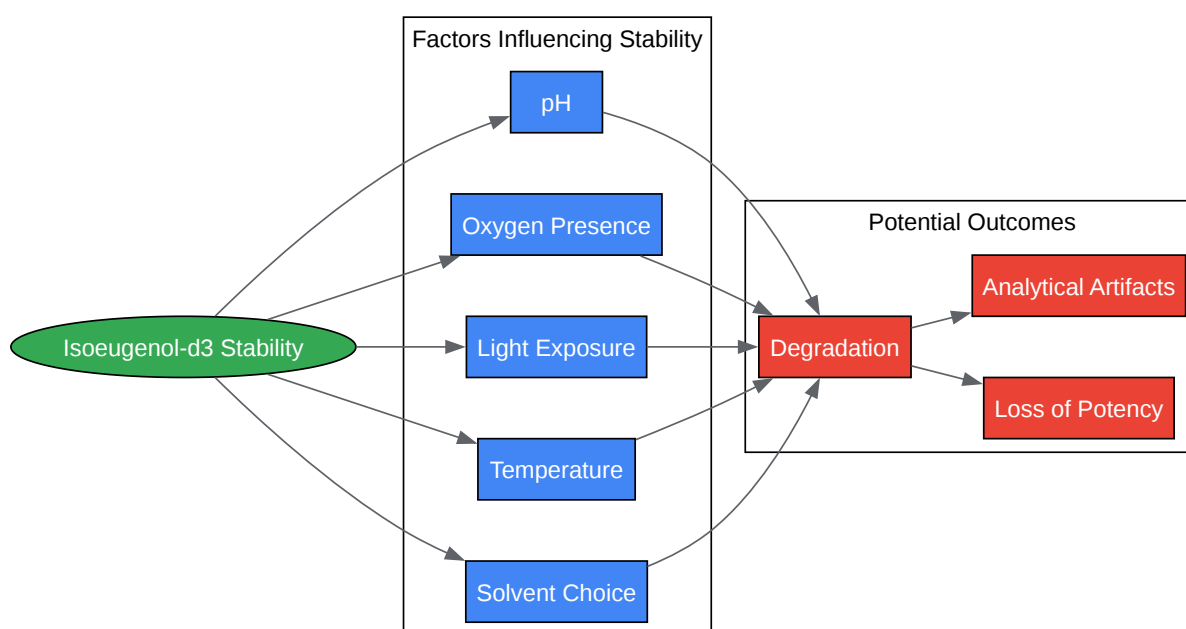 Factors Influencing Stability
pH
Oxygen Presence
Potential Outcomes
Analytical Artifacts
Isoeugenol-d3 Stability
Light Exposure
Degradation
Loss of Potency
Temperature
Solvent Choice